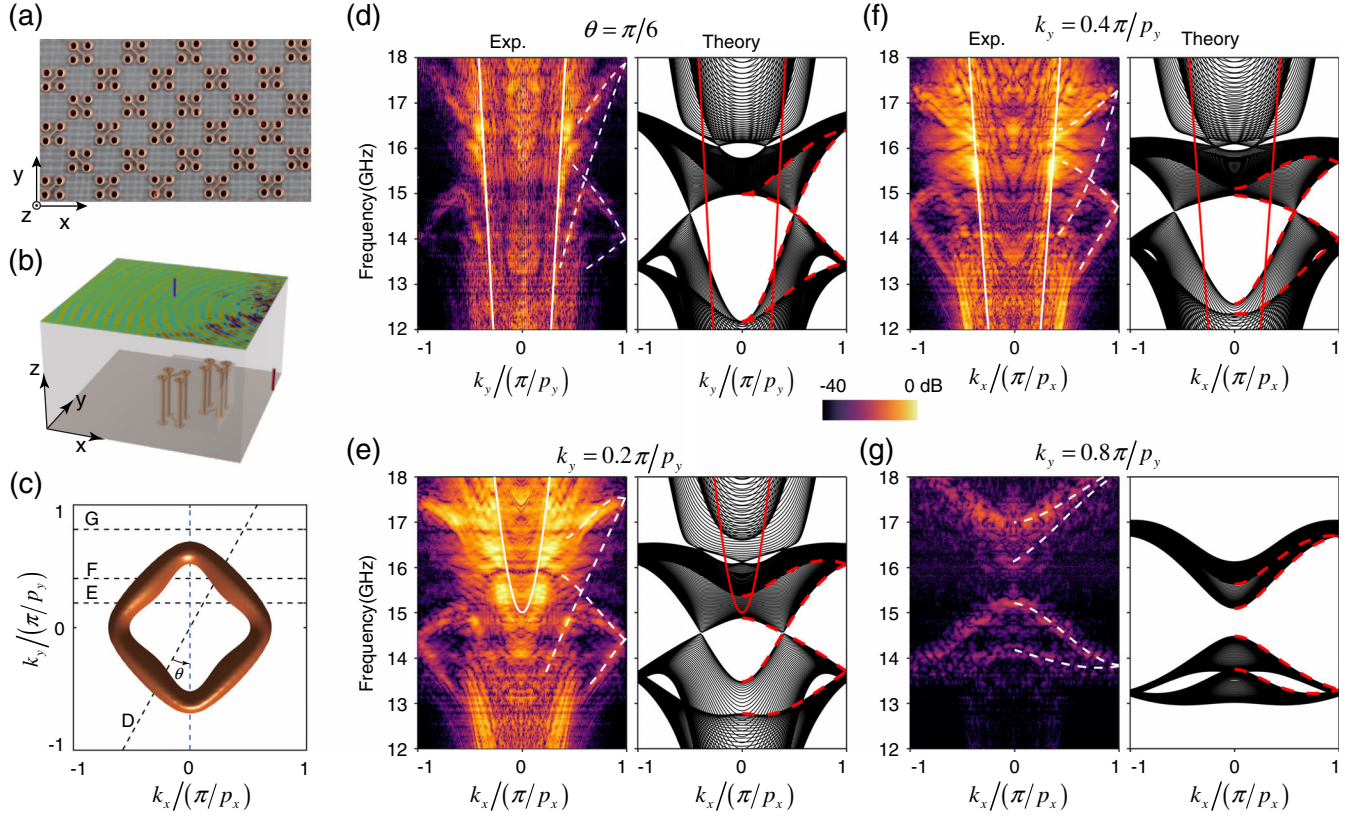 (a)
y
z
x
(b)
z
y
x
(c)
1
G
F
E
0
θ
D
-1
-1
0
1
k_y/(π/p_y)
k_x/(π/p_x)
(d)
θ = π/6
Exp.
Theory
18
17
16
15
14
13
12
Frequency(GHz)
-1
0
1
0
1
k_y/(π/p_y)
k_y/(π/p_y)
(f)
k_y = 0.4π/p_y
Exp.
Theory
18
17
16
15
14
13
12
-1
0
1
0
1
k_x/(π/p_x)
k_x/(π/p_x)
-40
0 dB
(e)
k_y = 0.2π/p_y
18
17
16
15
14
13
12
Frequency(GHz)
-1
0
1
0
1
k_x/(π/p_x)
k_x/(π/p_x)
(g)
k_y = 0.8π/p_y
18
17
16
15
14
13
12
-1
0
1
0
1
k_x/(π/p_x)
k_x/(π/p_x)